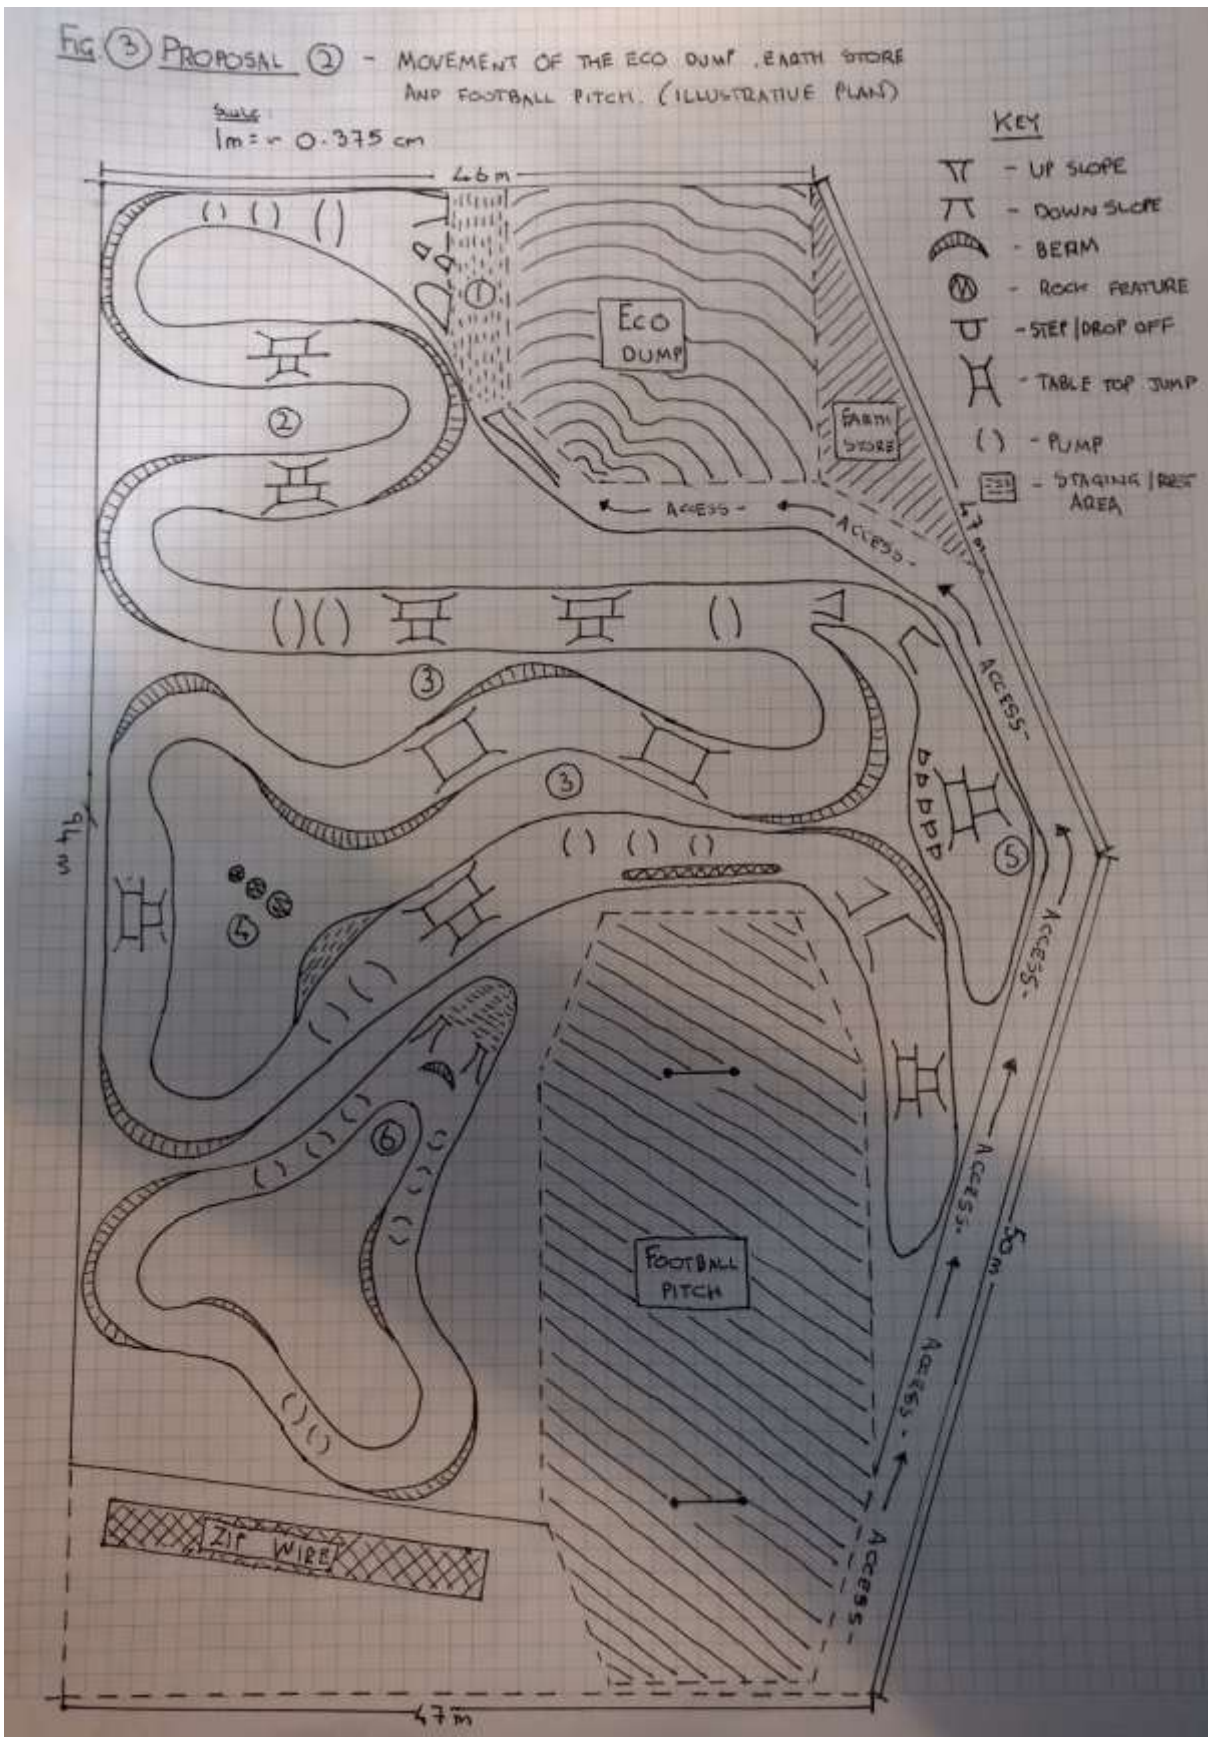 FIG ③ PROPOSAL ② - MOVEMENT OF THE ECO DUMP, EARTH STORE
AND FOOTBALL PITCH. (ILLUSTRATIVE PLAN)
Scale:
1m = ~ 0.375 cm
KEY
- UP SLOPE
- DOWN SLOPE
- BERM
- ROCK FEATURE
- STEP/DROP OFF
- TABLE TOP JUMP
- PUMP
- STAGING/REST
AREA
46m
①
ECO
DUMP
EARTH
STORE
②
47m
ACCESS-
ACCESS-
ACCESS-
③
③
94m
④
⑤
ACCESS-
⑥
ACCESS-
50m
FOOTBALL
PITCH
ACCESS-
ACCESS-
ZIP WIRE
47m